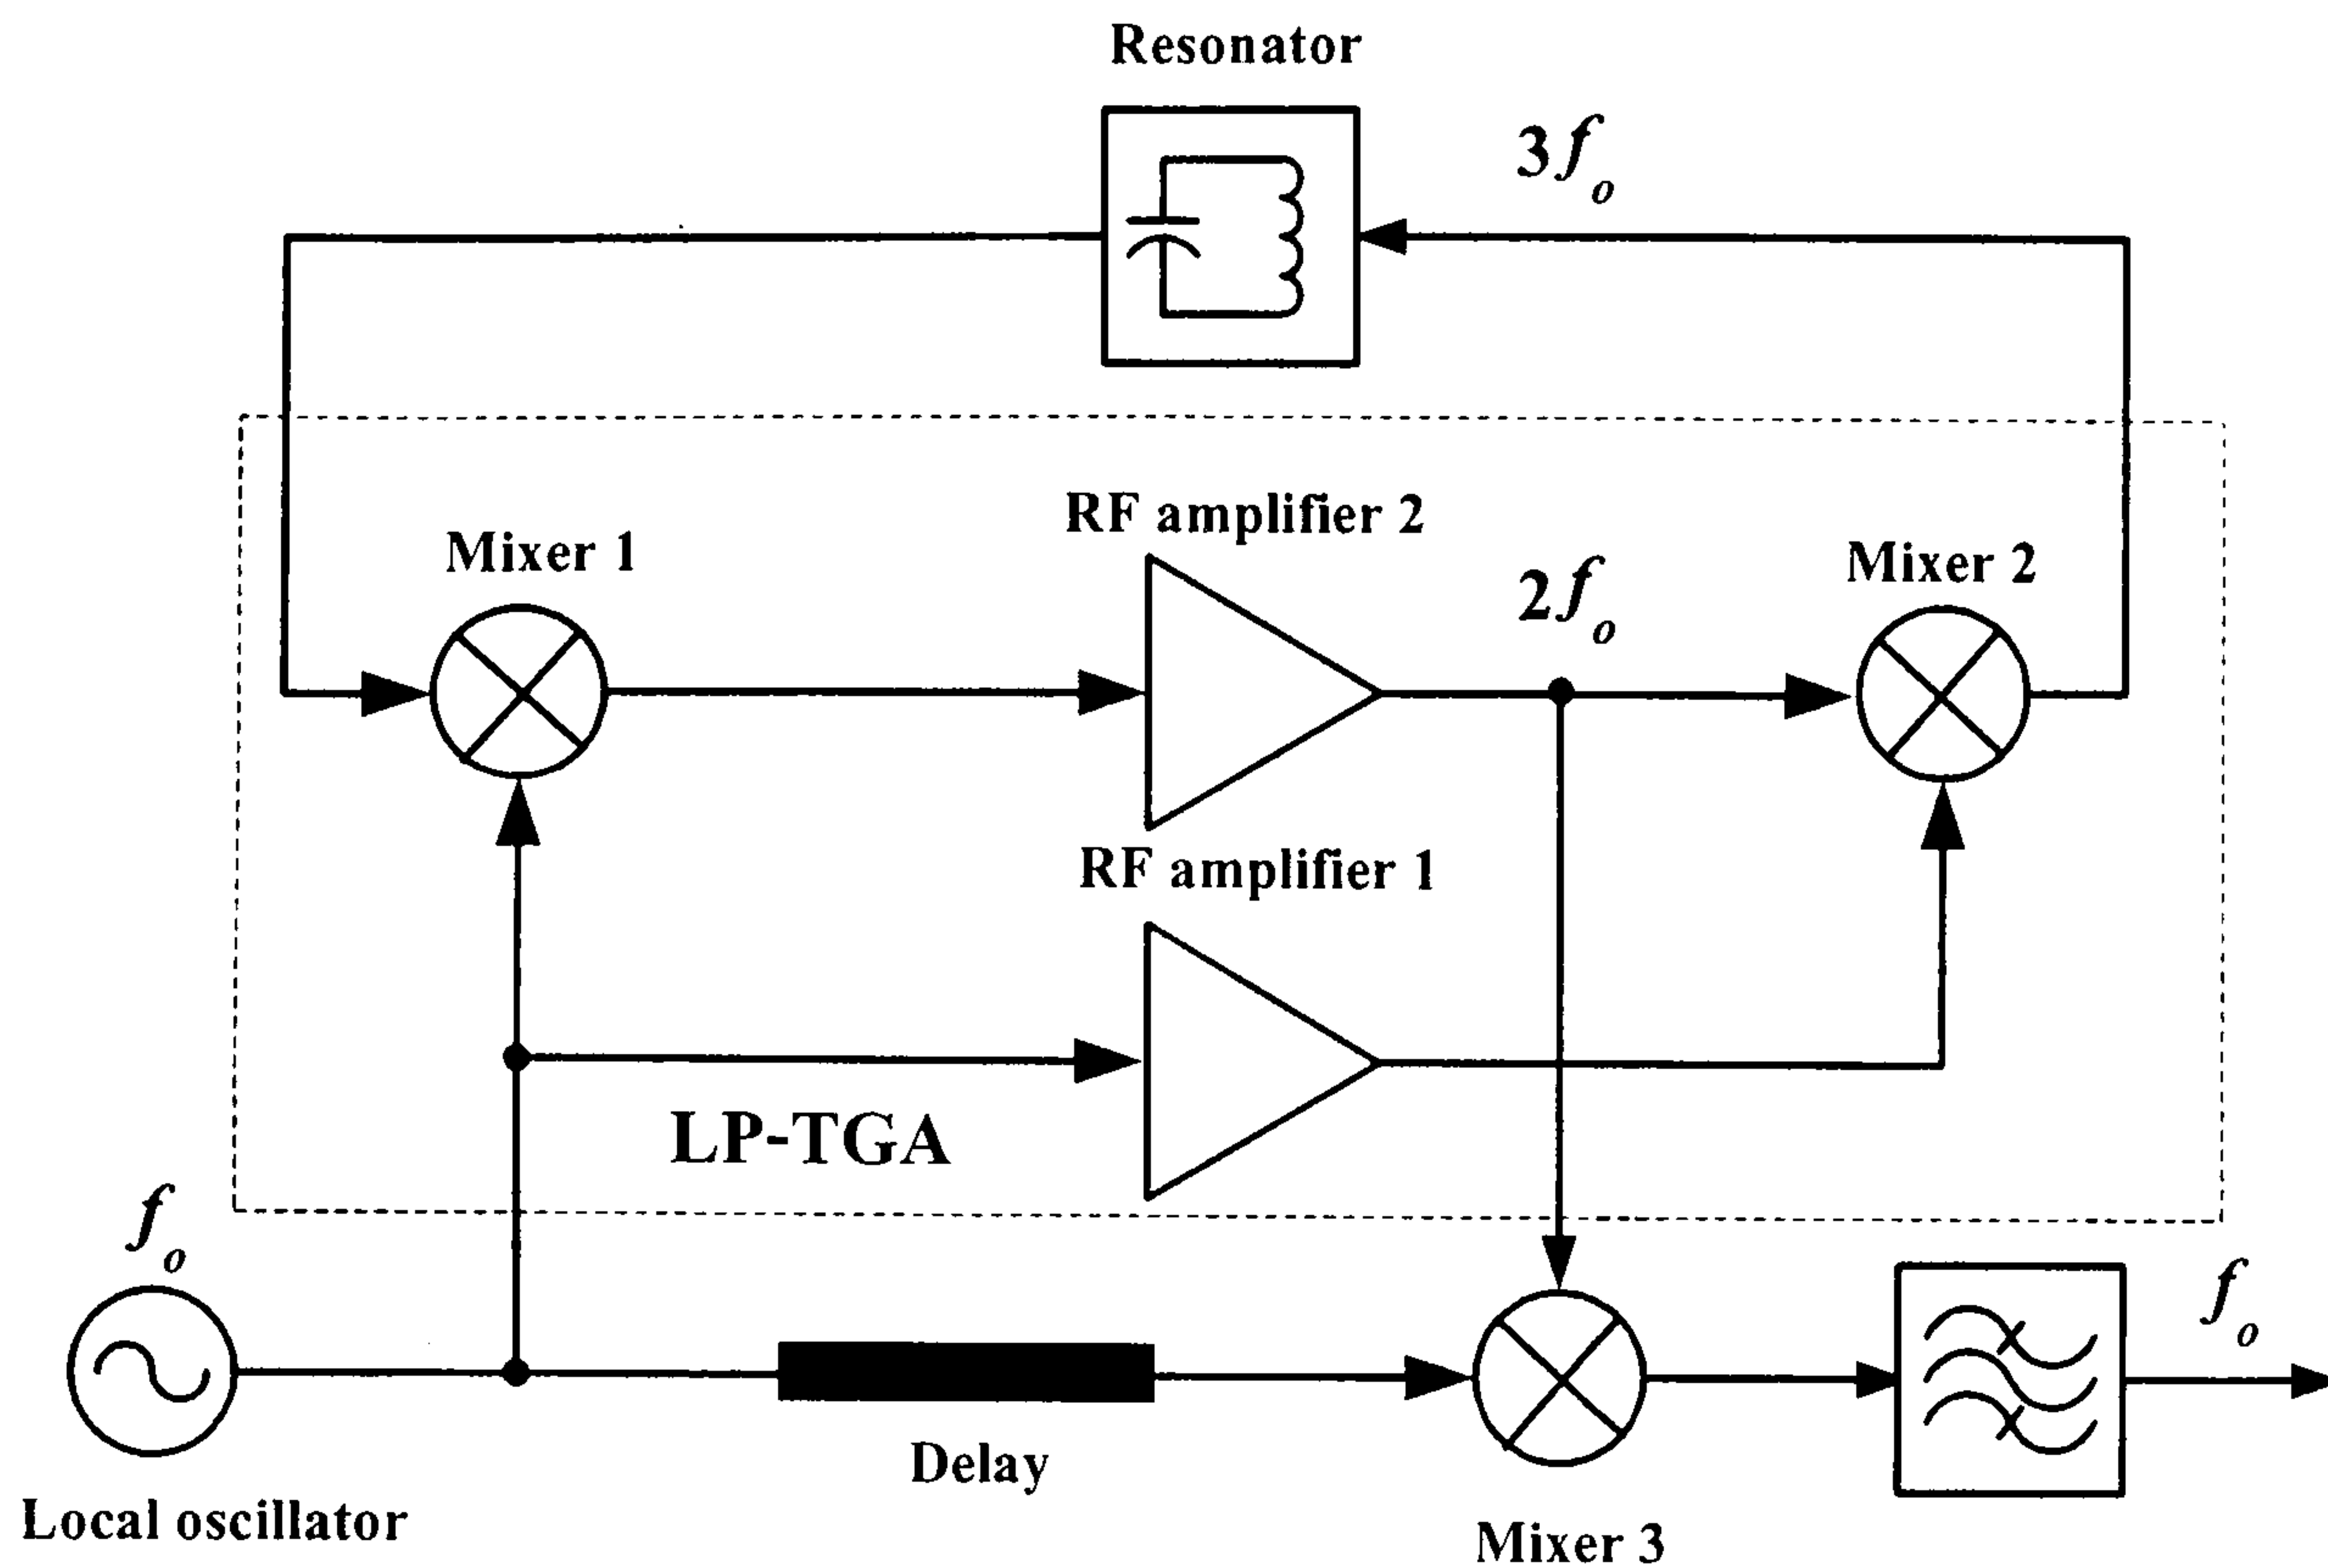 Resonator
3f_o
RF amplifier 2
Mixer 1
2f_o
Mixer 2
RF amplifier 1
LP-TGA
f_o
f_o
Delay
Local oscillator
Mixer 3